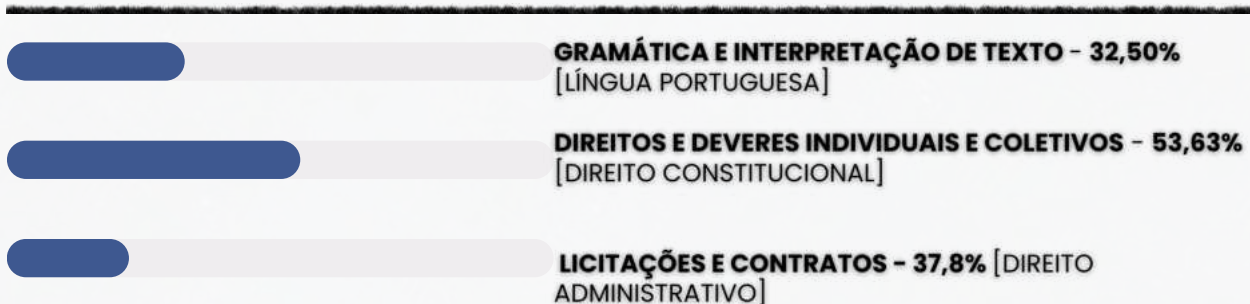 GRAMÁTICA E INTERPRETAÇÃO DE TEXTO - 32,50%
[LÍNGUA PORTUGUESA]
DIREITOS E DEVERES INDIVIDUAIS E COLETIVOS - 53,63%
[DIREITO CONSTITUCIONAL]
LICITAÇÕES E CONTRATOS - 37,8% [DIREITO
ADMINISTRATIVO]